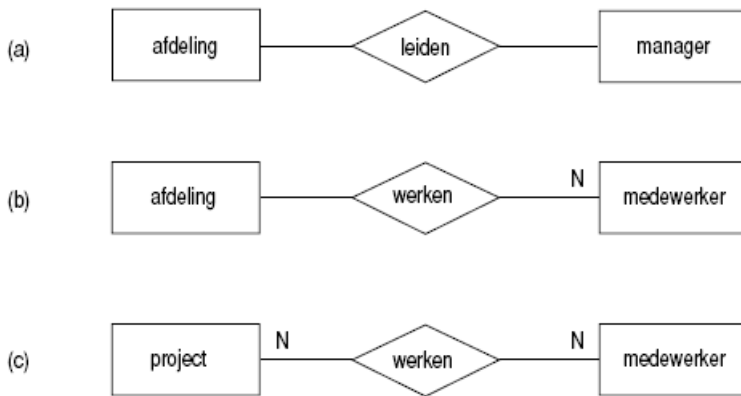 (a) afdeling leiden manager
(b) afdeling werken N medewerker
(c) project N werken N medewerker